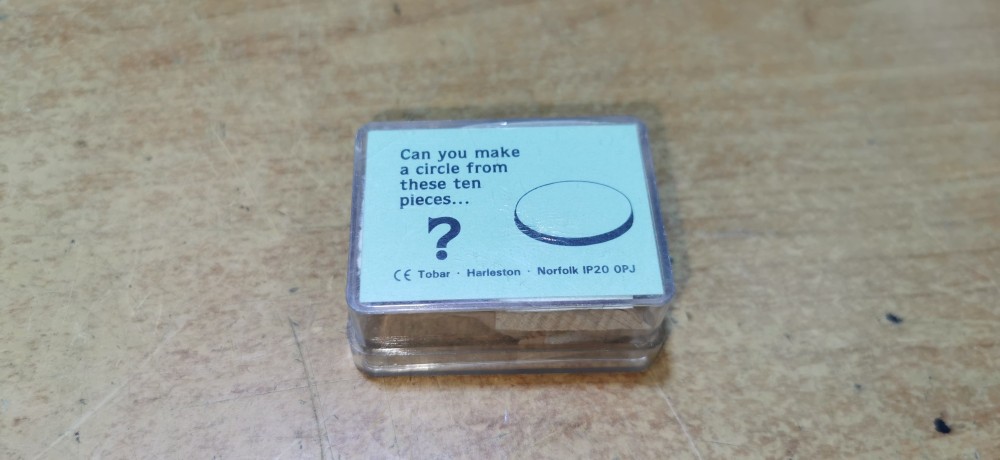 Can you make
a circle from
these ten
pieces...
?
CE Tobar · Harleston · Norfolk IP20 0PJ